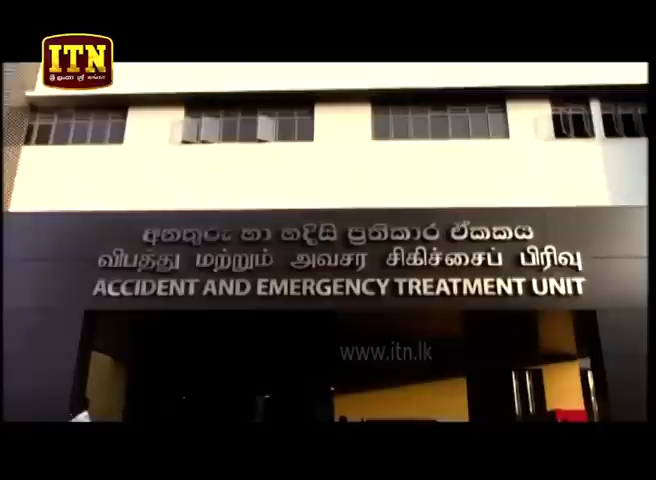 ITN
අනතුරු හා හදිසි ප්‍රතිකාර ඒකකය
விபத்து மற்றும் அவசர சிகிச்சைப் பிரிவு
ACCIDENT AND EMERGENCY TREATMENT UNIT
www.itn.lk